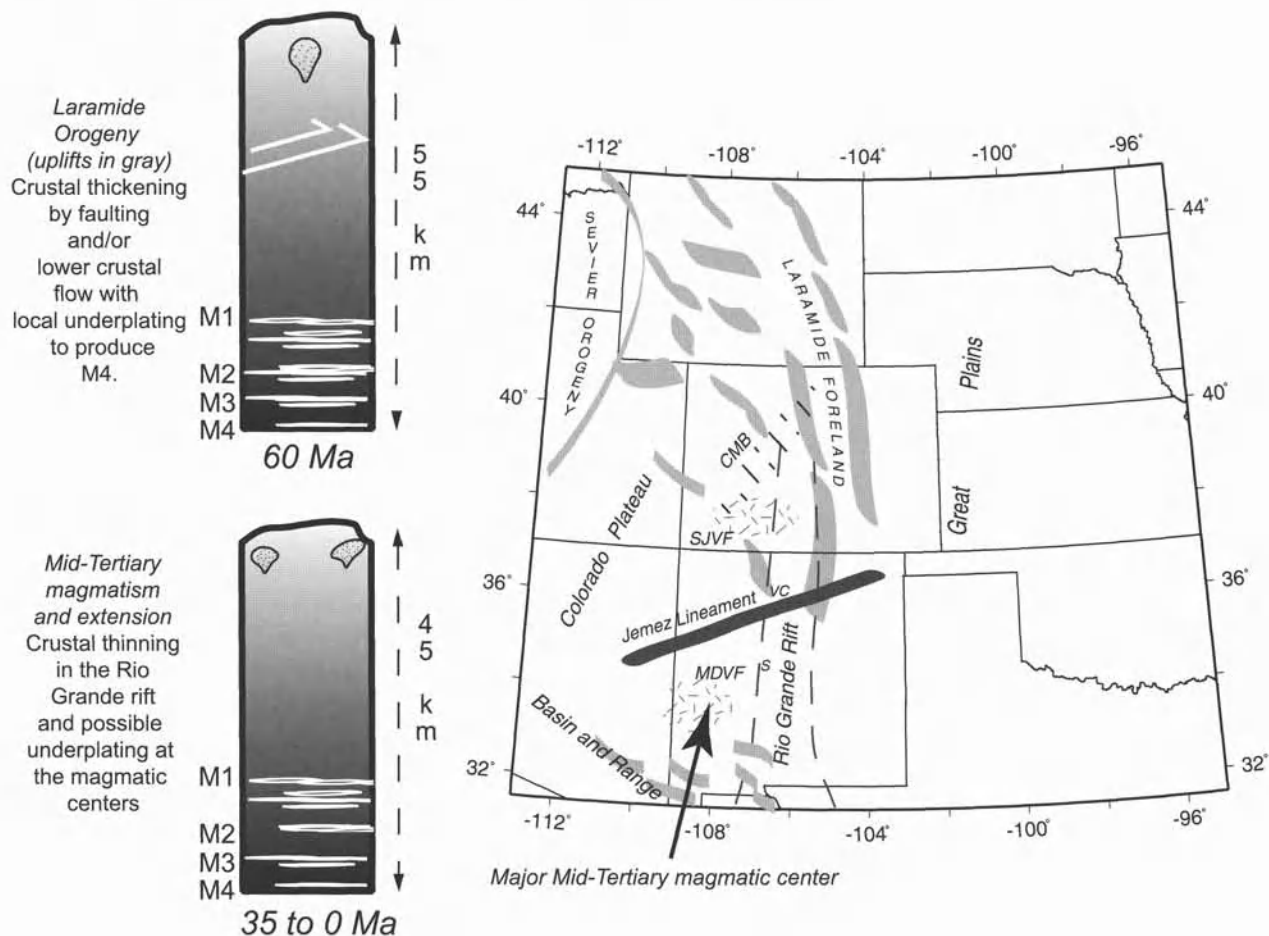 Laramide
Orogeny
(uplifts in gray)
Crustal thickening
by faulting
and/or
lower crustal
flow with
local underplating
to produce
M4.
55 km
M1
M2
M3
M4
60 Ma
Mid-Tertiary
magmatism
and extension
Crustal thinning
in the Rio
Grande rift
and possible
underplating at
the magmatic
centers
45 km
M1
M2
M3
M4
35 to 0 Ma
-112° -108° -104° -100° -96°
44° 44°
40° 40°
36° 36°
32° 32°
-112° -108° -104° -100° -96°
SEVIER
OROGENY
LARAMIDE FORELAND
Great Plains
CMB
SJVF
Colorado Plateau
Jemez Lineament
VC
MDVF
S
Rio Grande Rift
Basin and Range
Major Mid-Tertiary magmatic center